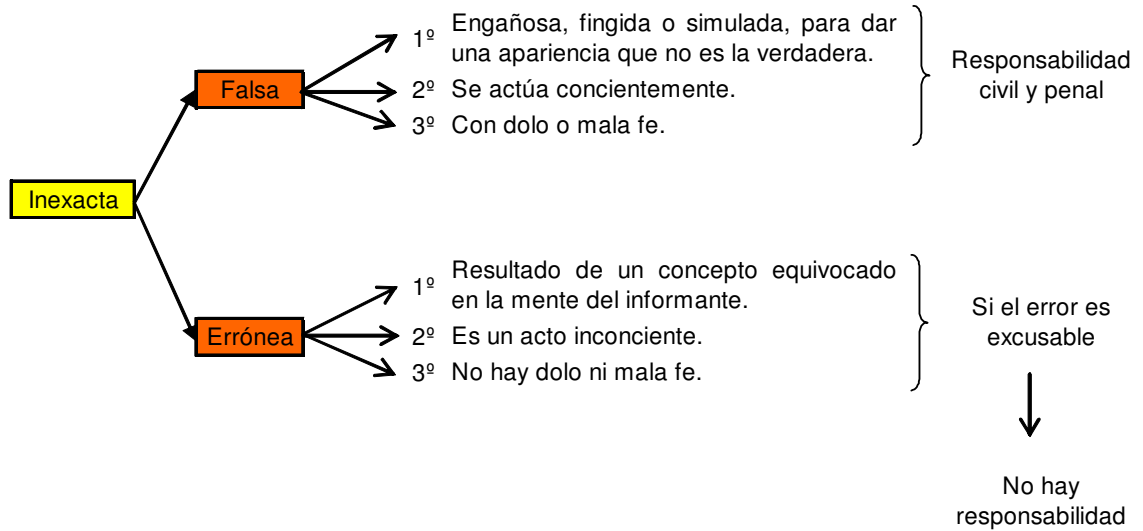 Inexacta
Falsa
1º Engañosa, fingida o simulada, para dar
una apariencia que no es la verdadera.
2º Se actúa concientemente.
3º Con dolo o mala fe.
Responsabilidad
civil y penal
Errónea
1º Resultado de un concepto equivocado
en la mente del informante.
2º Es un acto inconciente.
3º No hay dolo ni mala fe.
Si el error es
excusable
No hay
responsabilidad